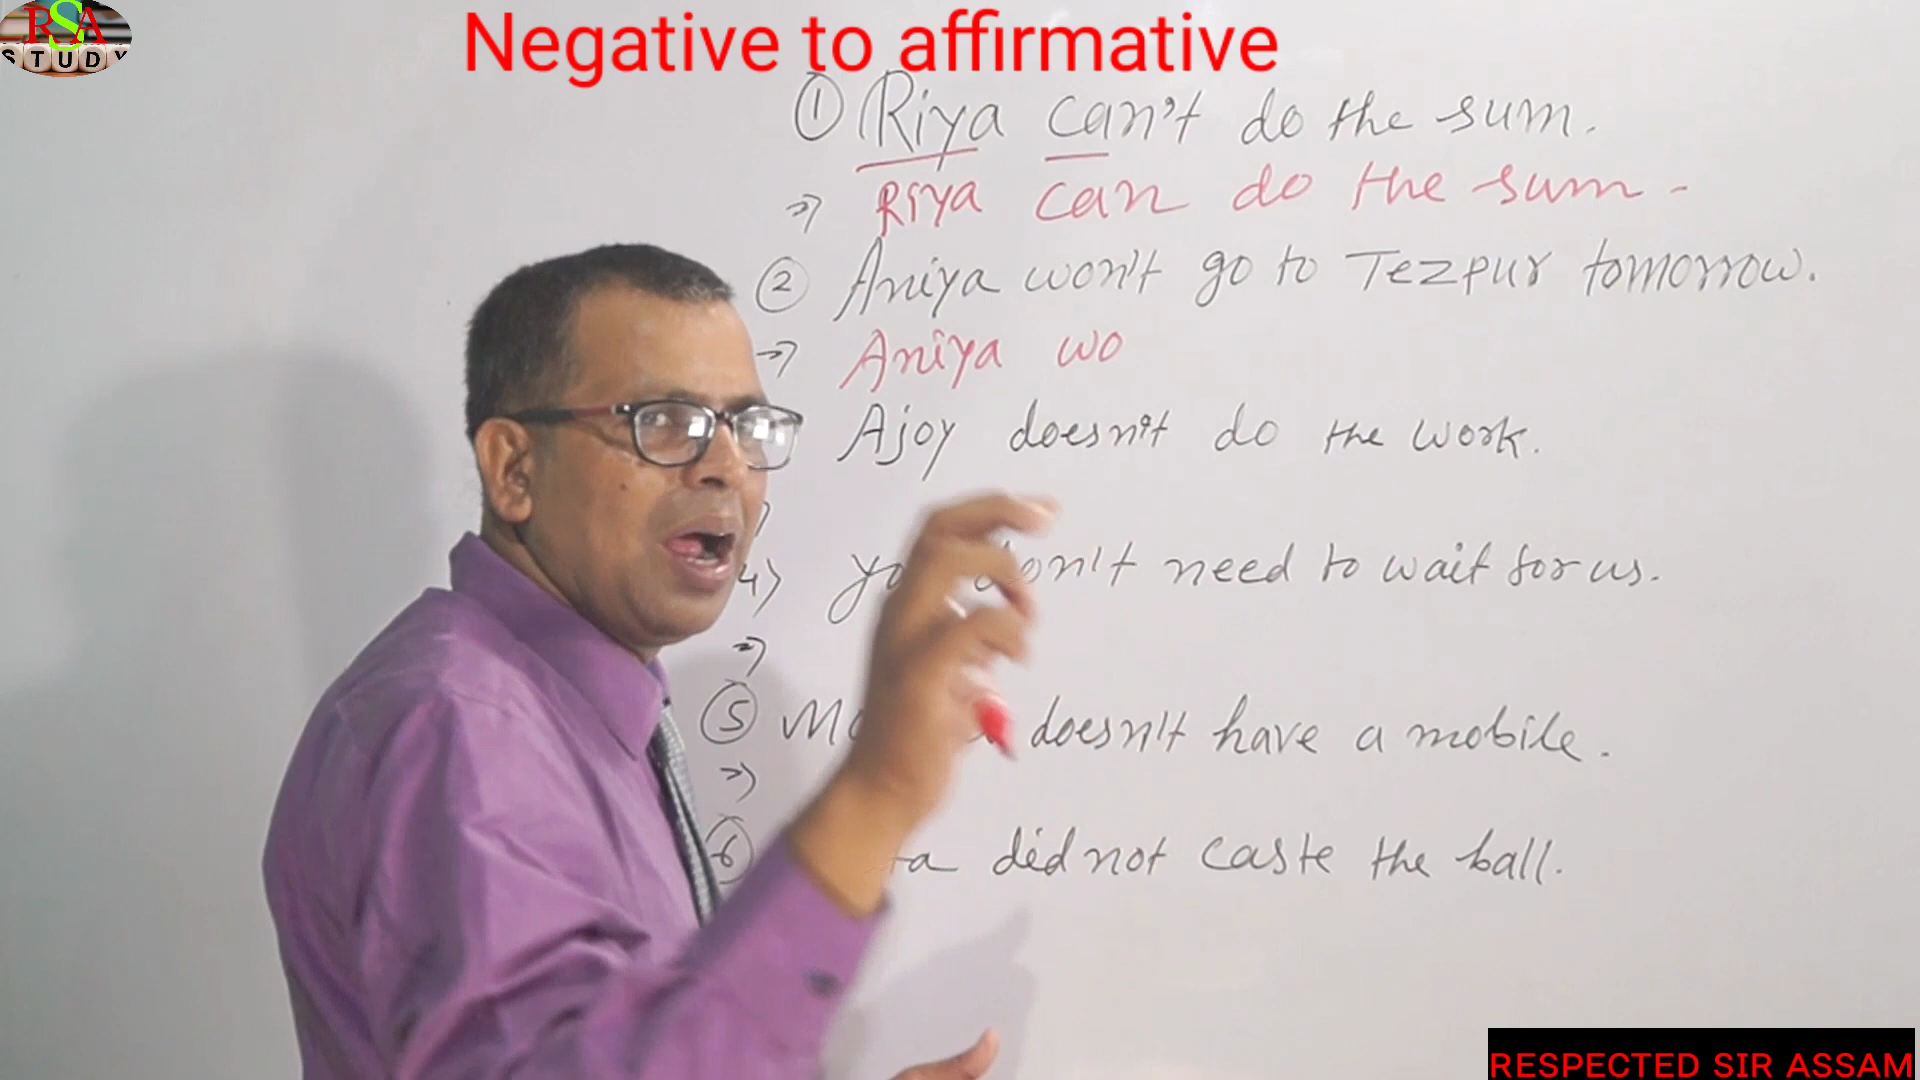 RSA
STUDY
Negative to affirmative
① Riya can't do the sum.
⇒ Riya can do the sum.
② Aniya won't go to Tezpur tomorrow.
⇒ Aniya wo
Ajoy doesn't do the work.
4) don't need to wait for us.
⑤ doesn't have a mobile.
⑥ did not caste the ball.
RESPECTED SIR ASSAM